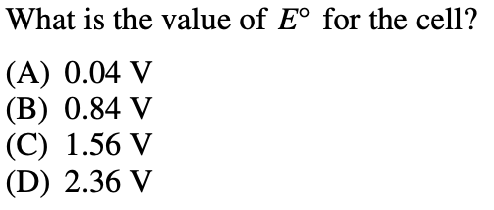 What is the value of E° for the cell?
(A) 0.04 V
(B) 0.84 V
(C) 1.56 V
(D) 2.36 V